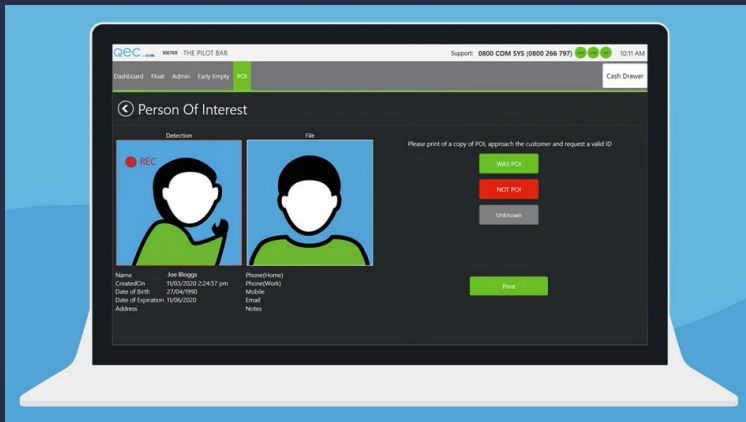 QEC 100769 THE PILOT BAR Support: 0800 COM SYS (0800 266 797) 10:11 AM
Dashboard Float Admin Early Empty POI Cash Drawer
Person Of Interest
Detection File
REC
Please print of a copy of POI, approach the customer and request a valid ID
WAS POI
NOT POI
Unknown
Print
Name Joe Bloggs
CreatedOn 11/03/2020 2:24:57 pm
Date of Birth 27/04/1990
Date of Expiration 11/06/2020
Address
Phone(Home)
Phone(Work)
Mobile
Email
Notes